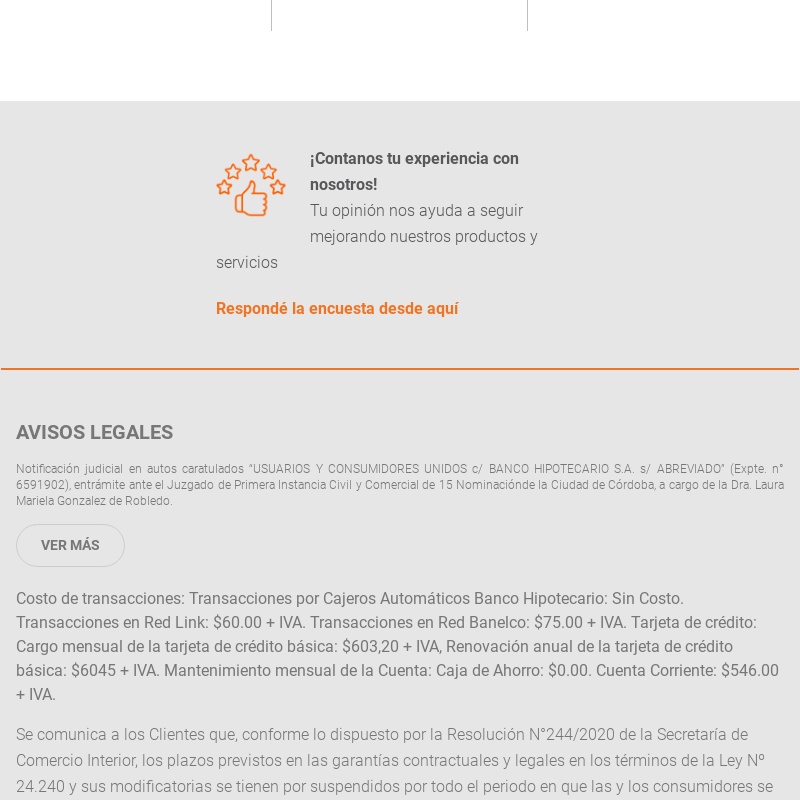 ¡Contanos tu experiencia con
nosotros!
Tu opinión nos ayuda a seguir
mejorando nuestros productos y
servicios
Respondé la encuesta desde aquí
AVISOS LEGALES
Notificación judicial en autos caratulados “USUARIOS Y CONSUMIDORES UNIDOS c/ BANCO HIPOTECARIO S.A. s/ ABREVIADO” (Expte. n°
6591902), entrámite ante el Juzgado de Primera Instancia Civil y Comercial de 15 Nominaciónde la Ciudad de Córdoba, a cargo de la Dra. Laura
Mariela Gonzalez de Robledo.
VER MÁS
Costo de transacciones: Transacciones por Cajeros Automáticos Banco Hipotecario: Sin Costo.
Transacciones en Red Link: $60.00 + IVA. Transacciones en Red Banelco: $75.00 + IVA. Tarjeta de crédito:
Cargo mensual de la tarjeta de crédito básica: $603,20 + IVA, Renovación anual de la tarjeta de crédito
básica: $6045 + IVA. Mantenimiento mensual de la Cuenta: Caja de Ahorro: $0.00. Cuenta Corriente: $546.00
+ IVA.
Se comunica a los Clientes que, conforme lo dispuesto por la Resolución N°244/2020 de la Secretaría de
Comercio Interior, los plazos previstos en las garantías contractuales y legales en los términos de la Ley Nº
24.240 y sus modificatorias se tienen por suspendidos por todo el periodo en que las y los consumidores se